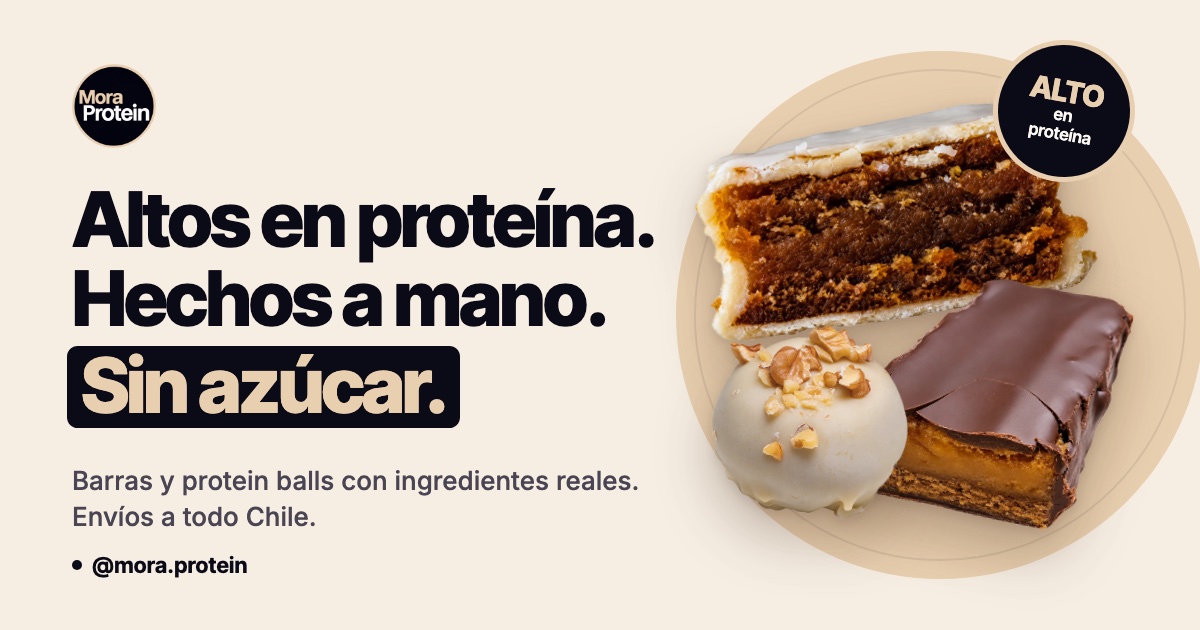 Mora
Protein
Altos en proteína.
Hechos a mano.
Sin azúcar.
Barras y protein balls con ingredientes reales.
Envíos a todo Chile.
@mora.protein
ALTO
en
proteína